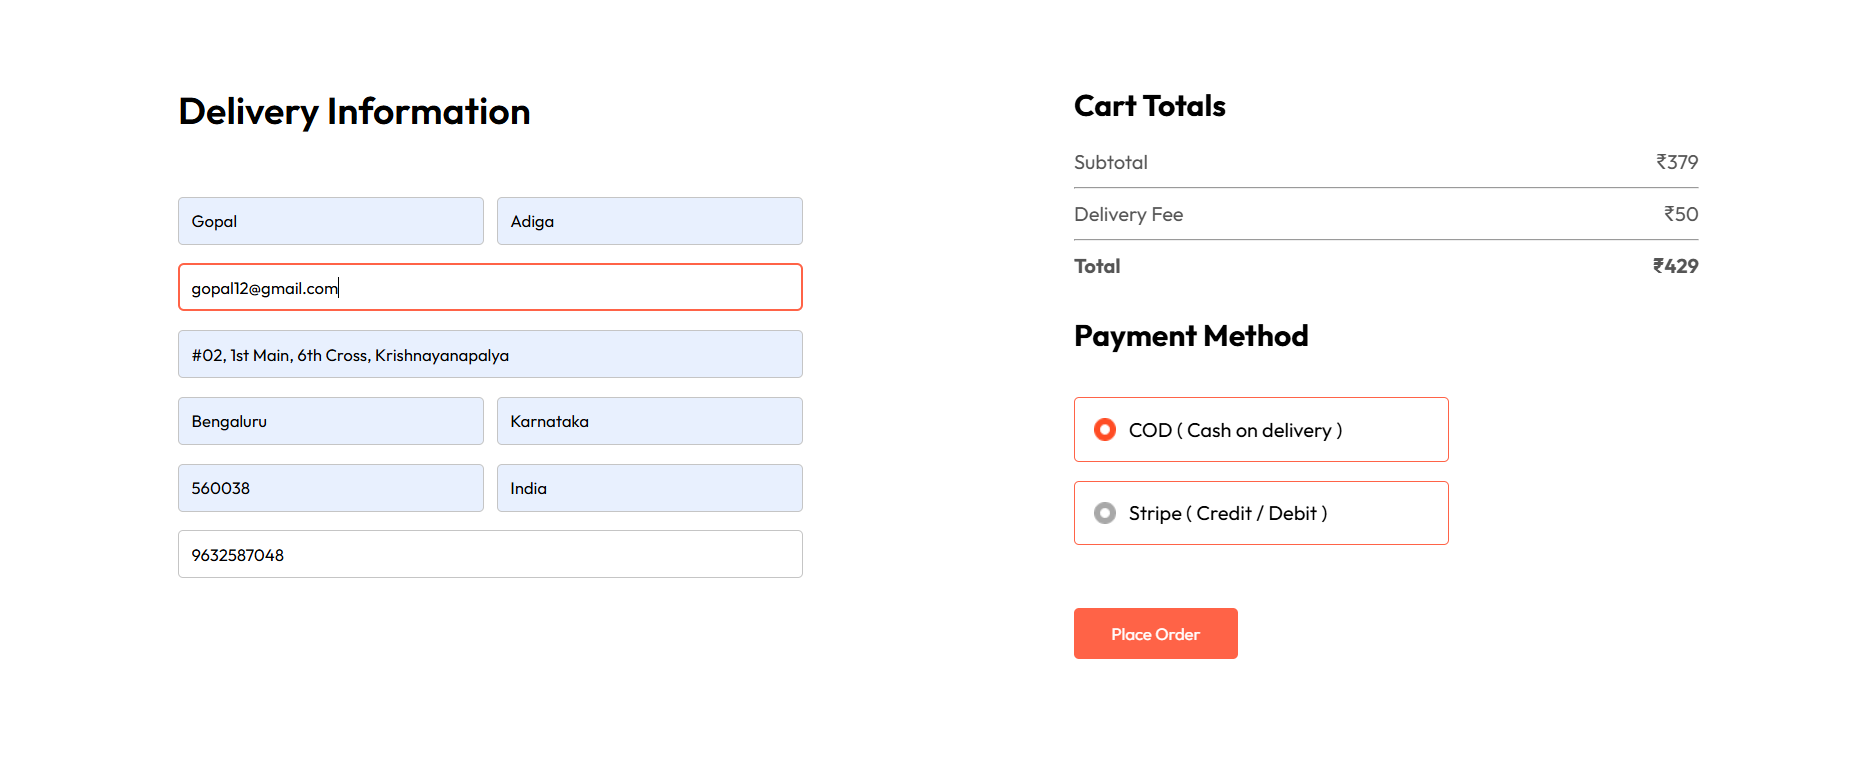 Delivery Information
Gopal
Adiga
gopal12@gmail.com
#02, 1st Main, 6th Cross, Krishnayanapalya
Bengaluru
Karnataka
560038
India
9632587048
Cart Totals
Subtotal ₹379
Delivery Fee ₹50
Total ₹429
Payment Method
COD ( Cash on delivery )
Stripe ( Credit / Debit )
Place Order